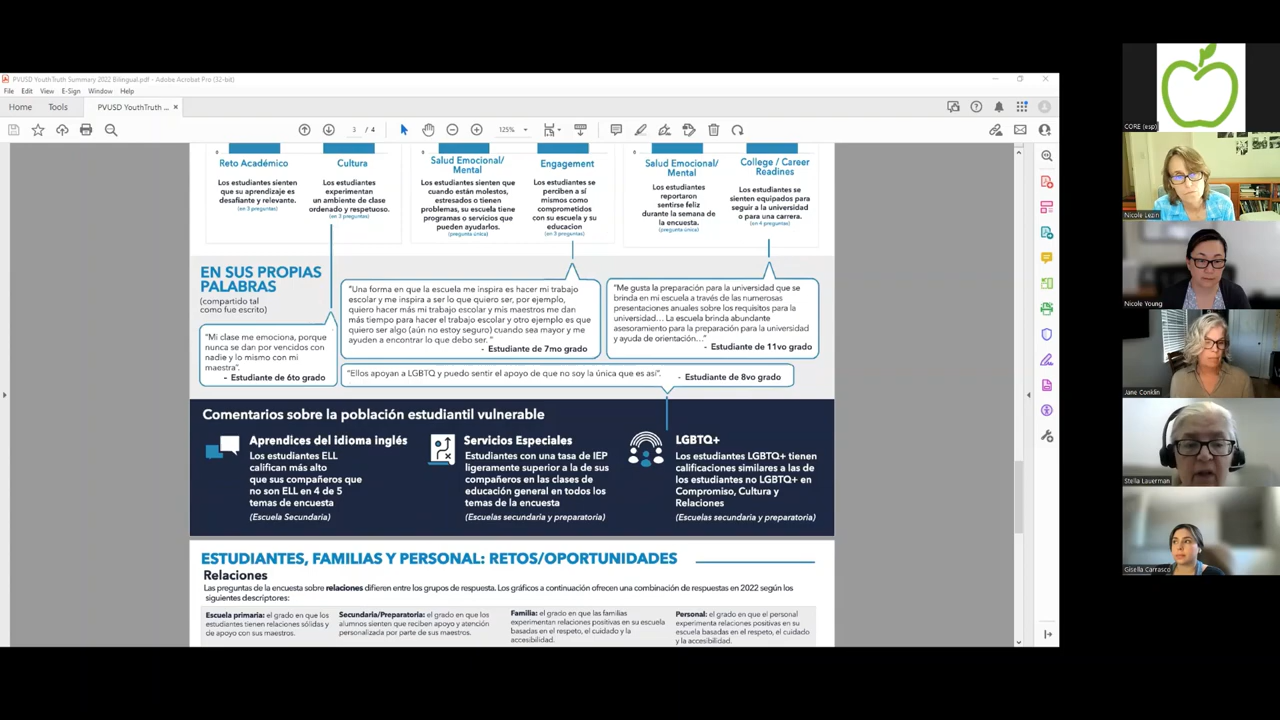 PVUSD YouthTruth Summary 2022 Bilingual.pdf - Adobe Acrobat Pro (32-bit)
File Edit View E-Sign Window Help
Home Tools PVUSD YouthTruth ... ×
3 / 4 125%
0 0 0
Reto Académico
Los estudiantes sienten
que su aprendizaje es
desafiante y relevante.
(en 3 preguntas)
Cultura
Los estudiantes
experimentan
un ambiente de clase
ordenado y respetuoso.
(en 3 preguntas)
Salud Emocional/
Mental
Los estudiantes sienten que
cuando están molestos,
estresados o tienen
problemas, su escuela tiene
programas o servicios que
pueden ayudarlos.
(pregunta única)
Engagement
Los estudiantes se
perciben a sí
mismos como
comprometidos
con su escuela y su
educacion
(en 3 preguntas)
Salud Emocional/
Mental
Los estudiantes
reportaron
sentirse feliz
durante la semana de
la encuesta.
(pregunta única)
College / Career
Readines
Los estudiantes se
sienten equipados para
seguir a la universidad
o para una carrera.
(en 4 preguntas)
EN SUS PROPIAS
PALABRAS
(compartido tal
como fue escrito)
"Mi clase me emociona, porque
nunca se dan por vencidos con
nadie y lo mismo con mi
maestra".
- Estudiante de 6to grado
"Una forma en que la escuela me inspira es hacer mi trabajo
escolar y me inspira a ser lo que quiero ser, por ejemplo,
quiero hacer más mi trabajo escolar y mis maestros me dan
más tiempo para hacer el trabajo escolar y otro ejemplo es que
quiero ser algo (aún no estoy seguro) cuando sea mayor y me
ayuden a encontrar lo que debo ser."
- Estudiante de 7mo grado
"Me gusta la preparación para la universidad que se
brinda en mi escuela a través de las numerosas
presentaciones anuales sobre los requisitos para la
universidad... La escuela brinda abundante
asesoramiento para la preparación para la universidad
y ayuda de orientación..."
- Estudiante de 11vo grado
"Ellos apoyan a LGBTQ y puedo sentir el apoyo de que no soy la única que es así". - Estudiante de 8vo grado
Comentarios sobre la población estudiantil vulnerable
Aprendices del idioma inglés
Los estudiantes ELL
califican más alto
que sus compañeros que
no son ELL en 4 de 5
temas de encuesta
(Escuela Secundaria)
Servicios Especiales
Estudiantes con una tasa de IEP
ligeramente superior a la de sus
compañeros en las clases de
educación general en todos los
temas de la encuesta
(Escuelas secundaria y preparatoria)
LGBTQ+
Los estudiantes LGBTQ+ tienen
calificaciones similares a las de
los estudiantes no LGBTQ+ en
Compromiso, Cultura y
Relaciones
(Escuelas secundaria y preparatoria)
ESTUDIANTES, FAMILIAS Y PERSONAL: RETOS/OPORTUNIDADES
Relaciones
Las preguntas de la encuesta sobre relaciones difieren entre los grupos de respuesta. Los gráficos a continuación ofrecen una combinación de respuestas en 2022 según los
siguientes descriptores:
Escuela primaria: el grado en que los
estudiantes tienen relaciones sólidas y
de apoyo con sus maestros.
Secundaria/Preparatoria: el grado en que los
alumnos sienten que reciben apoyo y atención
personalizada por parte de sus maestros.
Familia: el grado en que las familias
experimentan relaciones positivas en su escuela
basadas en el respeto, el cuidado y la
accesibilidad.
Personal: el grado en que el personal
experimenta relaciones positivas en su
escuela basadas en el respeto, el cuidado
y la accesibilidad.
CORE (esp)
Nicole Lezin
Nicole Young
Jane Conklin
Stella Lauerman
Gisella Carrasco